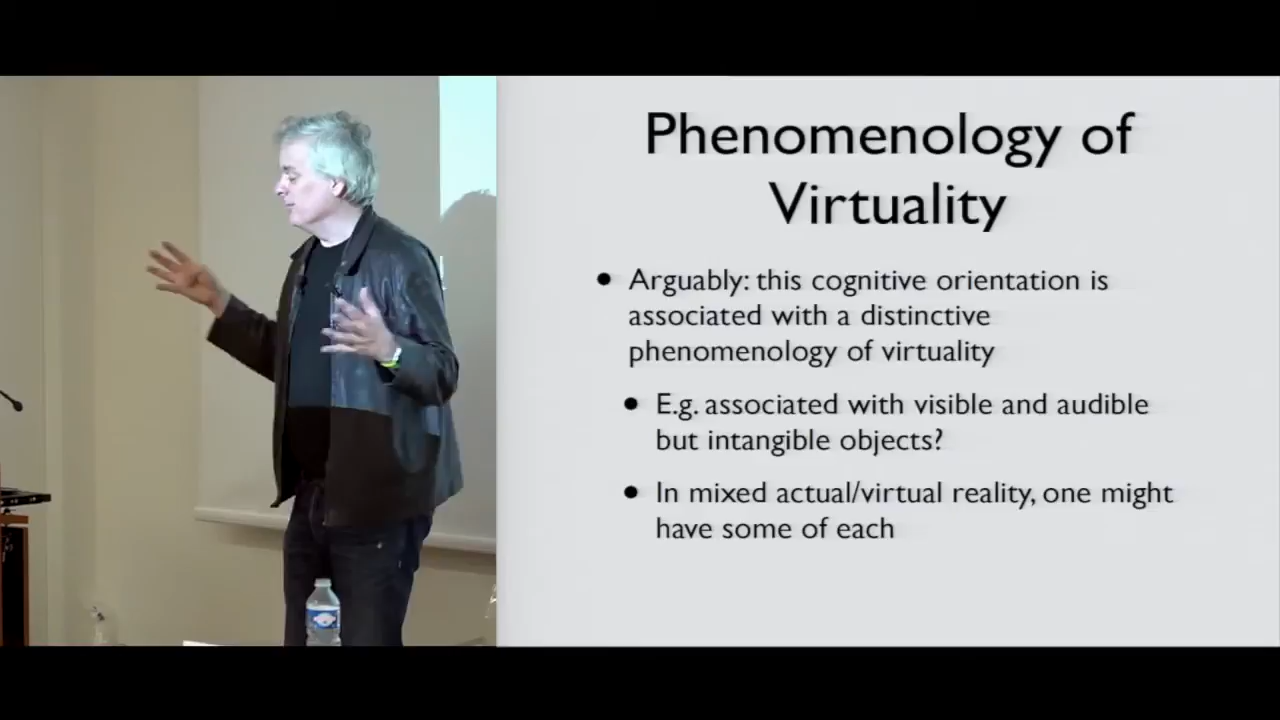 Phenomenology of
Virtuality
• Arguably: this cognitive orientation is
associated with a distinctive
phenomenology of virtuality
• E.g. associated with visible and audible
but intangible objects?
• In mixed actual/virtual reality, one might
have some of each